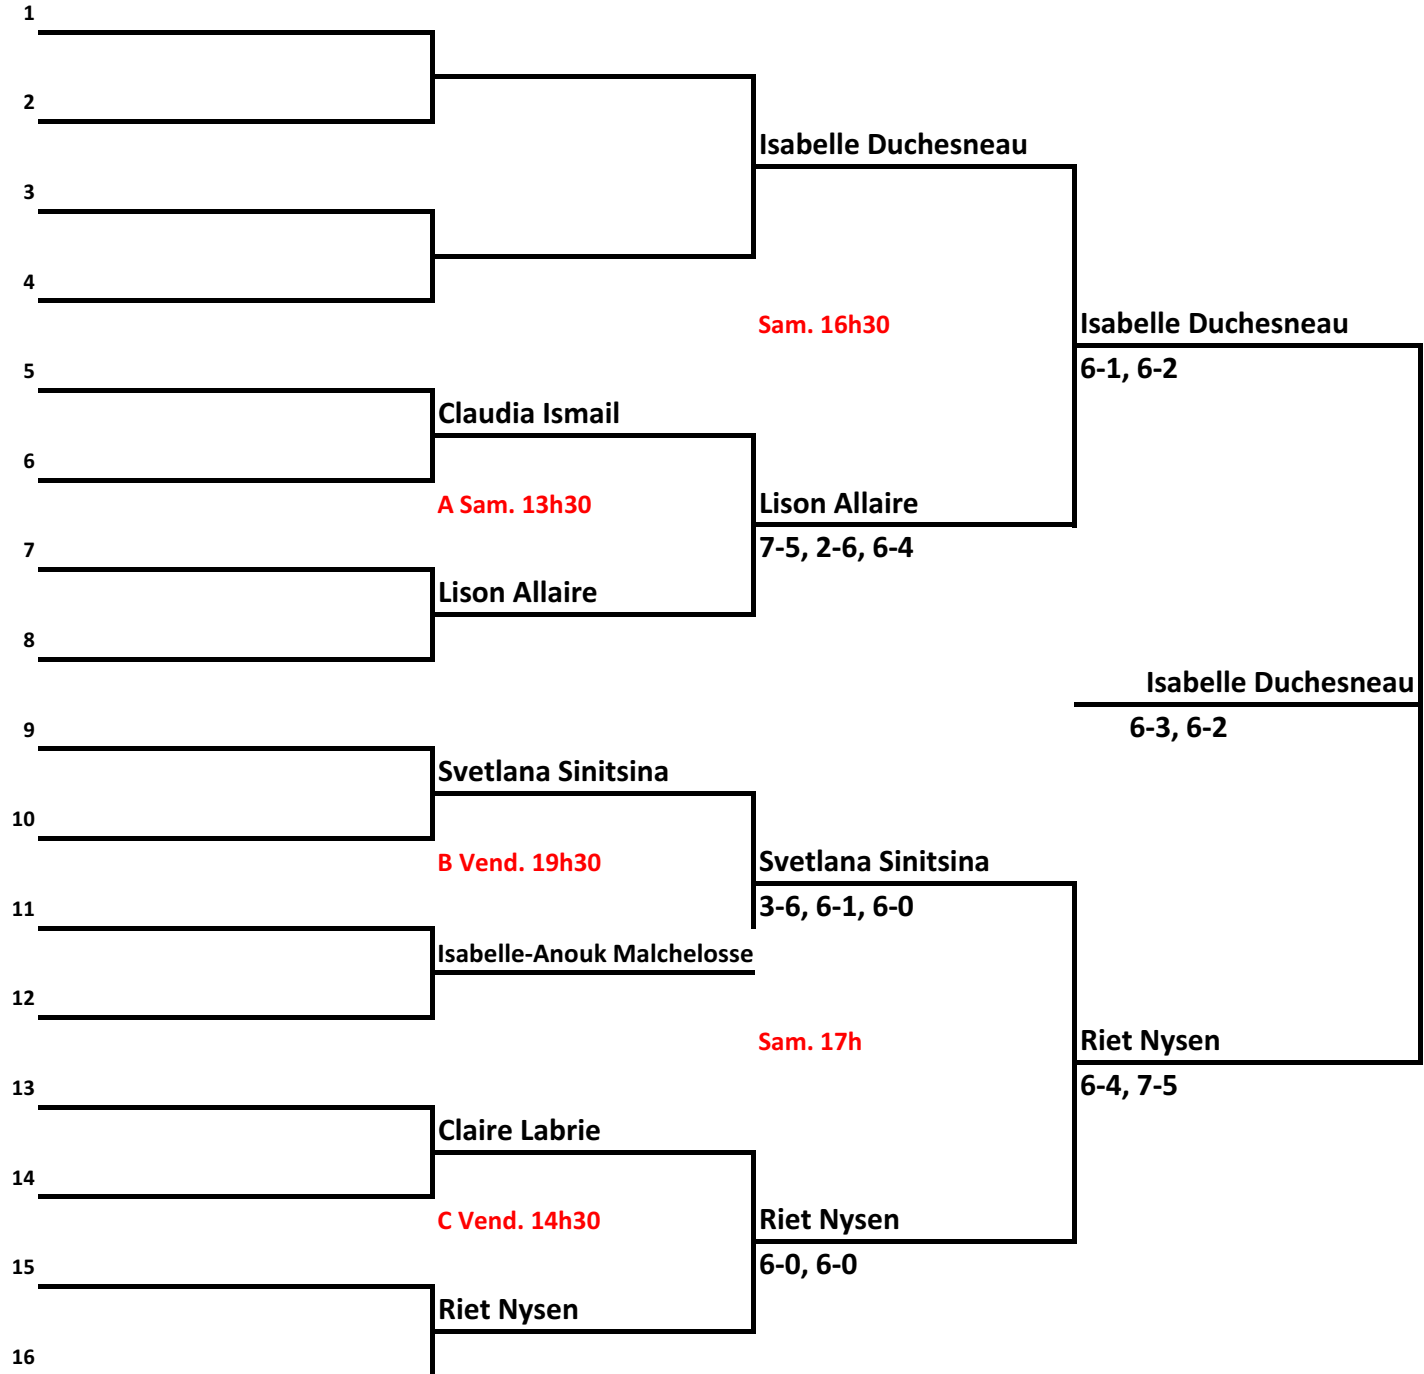 1
2
Isabelle Duchesneau
3
4
Sam. 16h30
Isabelle Duchesneau
6-1, 6-2
5
Claudia Ismail
6
A Sam. 13h30
Lison Allaire
7-5, 2-6, 6-4
7
Lison Allaire
8
Isabelle Duchesneau
6-3, 6-2
9
Svetlana Sinitsina
10
B Vend. 19h30
Svetlana Sinitsina
3-6, 6-1, 6-0
11
Isabelle-Anouk Malchelosse
12
Sam. 17h
Riet Nysen
6-4, 7-5
13
Claire Labrie
14
C Vend. 14h30
Riet Nysen
6-0, 6-0
15
Riet Nysen
16